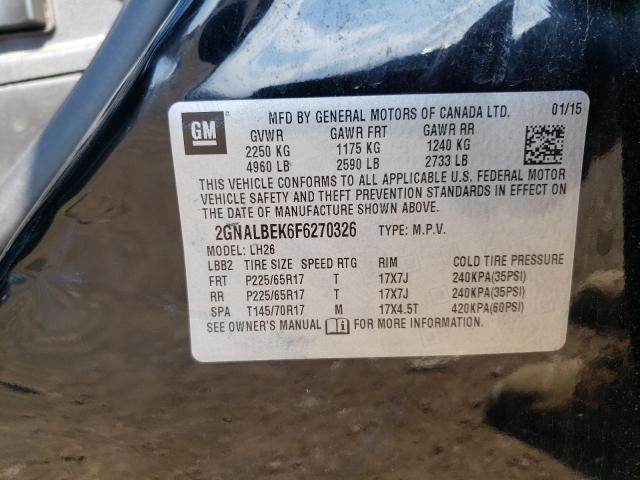 GM
MFD BY GENERAL MOTORS OF CANADA LTD. 01/15
GVWR GAWR FRT GAWR RR
2250 KG 1175 KG 1240 KG
4960 LB 2590 LB 2733 LB
THIS VEHICLE CONFORMS TO ALL APPLICABLE U.S. FEDERAL MOTOR
VEHICLE SAFETY AND THEFT PREVENTION STANDARDS IN EFFECT ON
THE DATE OF MANUFACTURE SHOWN ABOVE.
2GNALBEK6F6270326 TYPE: M.P.V.
MODEL: LH26
LBB2 TIRE SIZE SPEED RTG RIM COLD TIRE PRESSURE
FRT P225/65R17 T 17X7J 240KPA(35PSI)
RR P225/65R17 T 17X7J 240KPA(35PSI)
SPA T145/70R17 M 17X4.5T 420KPA(60PSI)
SEE OWNER'S MANUAL FOR MORE INFORMATION.